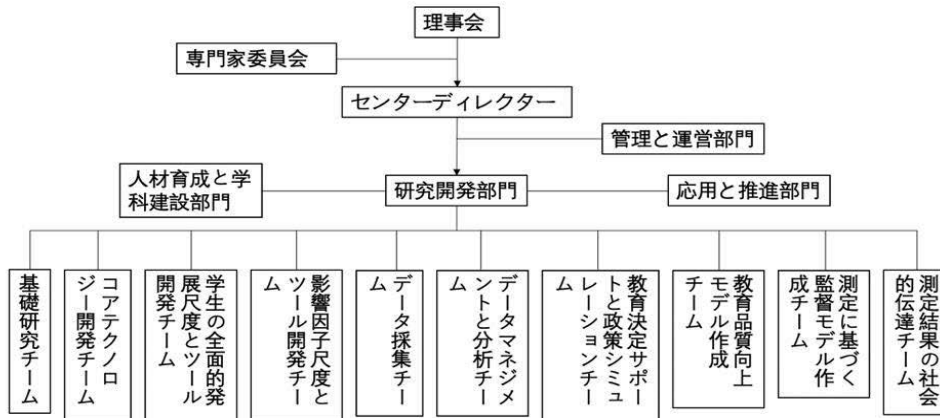 理事会
専門家委員会
センターディレクター
管理と運営部門
人材育成と学
科建設部門
研究開発部門
応用と推進部門
基礎研究チーム
コアテクノロ
ジー開発チーム
学生の全面的発
展尺度とツール
開発チーム
影響因子尺度と
ツール開発チー
ム
データ採集チー
ム
データマネジメ
ントと分析チー
ム
教育決定サポー
トと政策シミュ
レーションチー
ム
教育品質向上
モデル作成
チーム
測定に基づく
監督モデル作
成チーム
測定結果の社会
的伝達チーム